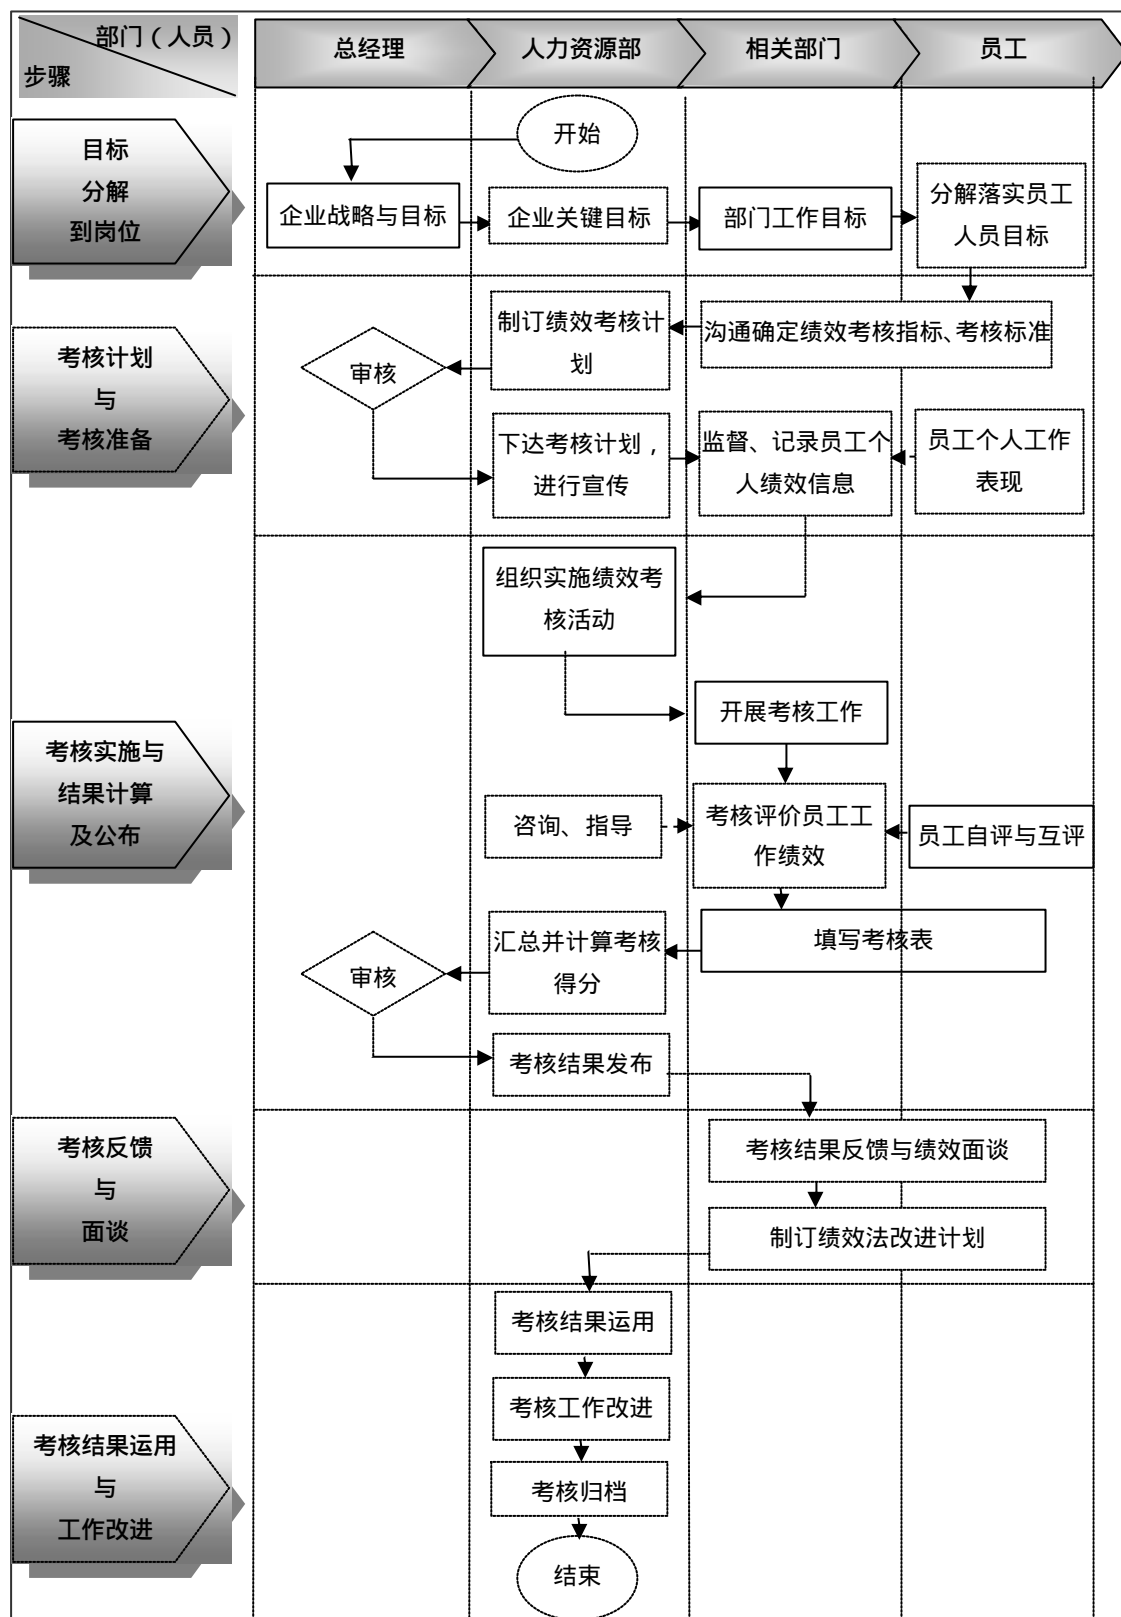 部门（人员）
步骤
总经理
人力资源部
相关部门
员工
目标
分解
到岗位
开始
企业战略与目标
企业关键目标
部门工作目标
分解落实员工
人员目标
考核计划
与
考核准备
制订绩效考核计
划
沟通确定绩效考核指标、考核标准
审核
下达考核计划，
进行宣传
监督、记录员工个
人绩效信息
员工个人工作
表现
考核实施与
结果计算
及公布
组织实施绩效考
核活动
开展考核工作
咨询、指导
考核评价员工工
作绩效
员工自评与互评
填写考核表
汇总并计算考核
得分
审核
考核结果发布
考核反馈
与
面谈
考核结果反馈与绩效面谈
制订绩效法改进计划
考核结果运用
与
工作改进
考核结果运用
考核工作改进
考核归档
结束